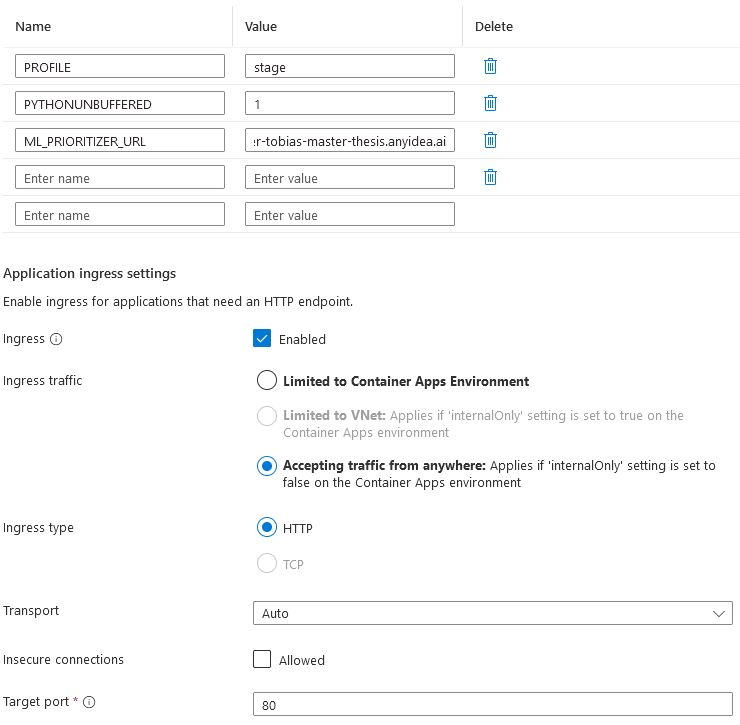 Name Value Delete
PROFILE stage
PYTHONUNBUFFERED 1
ML_PRIORITIZER_URL er-tobias-master-thesis.anyidea.ai
Enter name Enter value
Enter name Enter value
Application ingress settings
Enable ingress for applications that need an HTTP endpoint.
Ingress Enabled
Ingress traffic Limited to Container Apps Environment
Limited to VNet: Applies if 'internalOnly' setting is set to true on the
Container Apps environment
Accepting traffic from anywhere: Applies if 'internalOnly' setting is set to
false on the Container Apps environment
Ingress type HTTP
TCP
Transport Auto
Insecure connections Allowed
Target port * 80